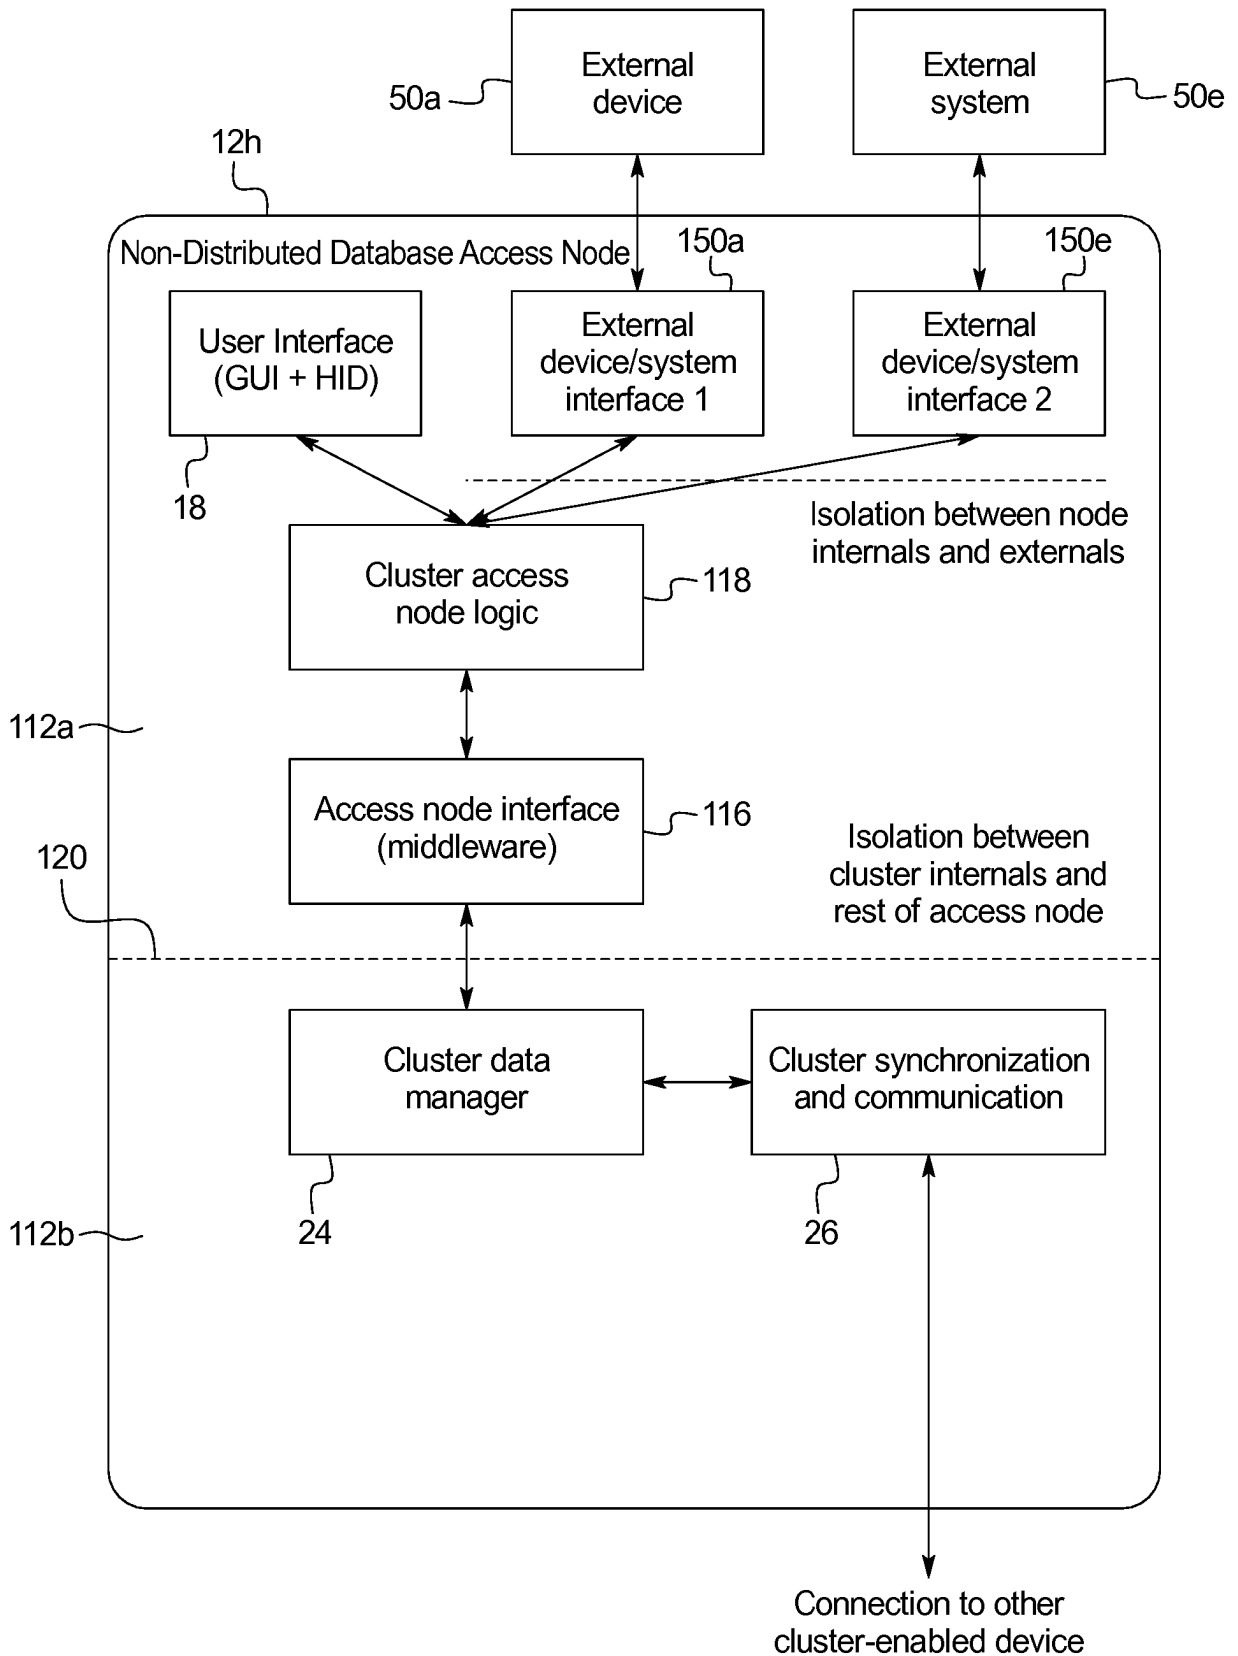 External
device
50a
External
system
50e
12h
Non-Distributed Database Access Node
150a
150e
User Interface
(GUI + HID)
18
External
device/system
interface 1
External
device/system
interface 2
Isolation between node
internals and externals
Cluster access
node logic
118
112a
Access node interface
(middleware)
116
120
Isolation between
cluster internals and
rest of access node
Cluster data
manager
24
Cluster synchronization
and communication
26
112b
Connection to other
cluster-enabled device